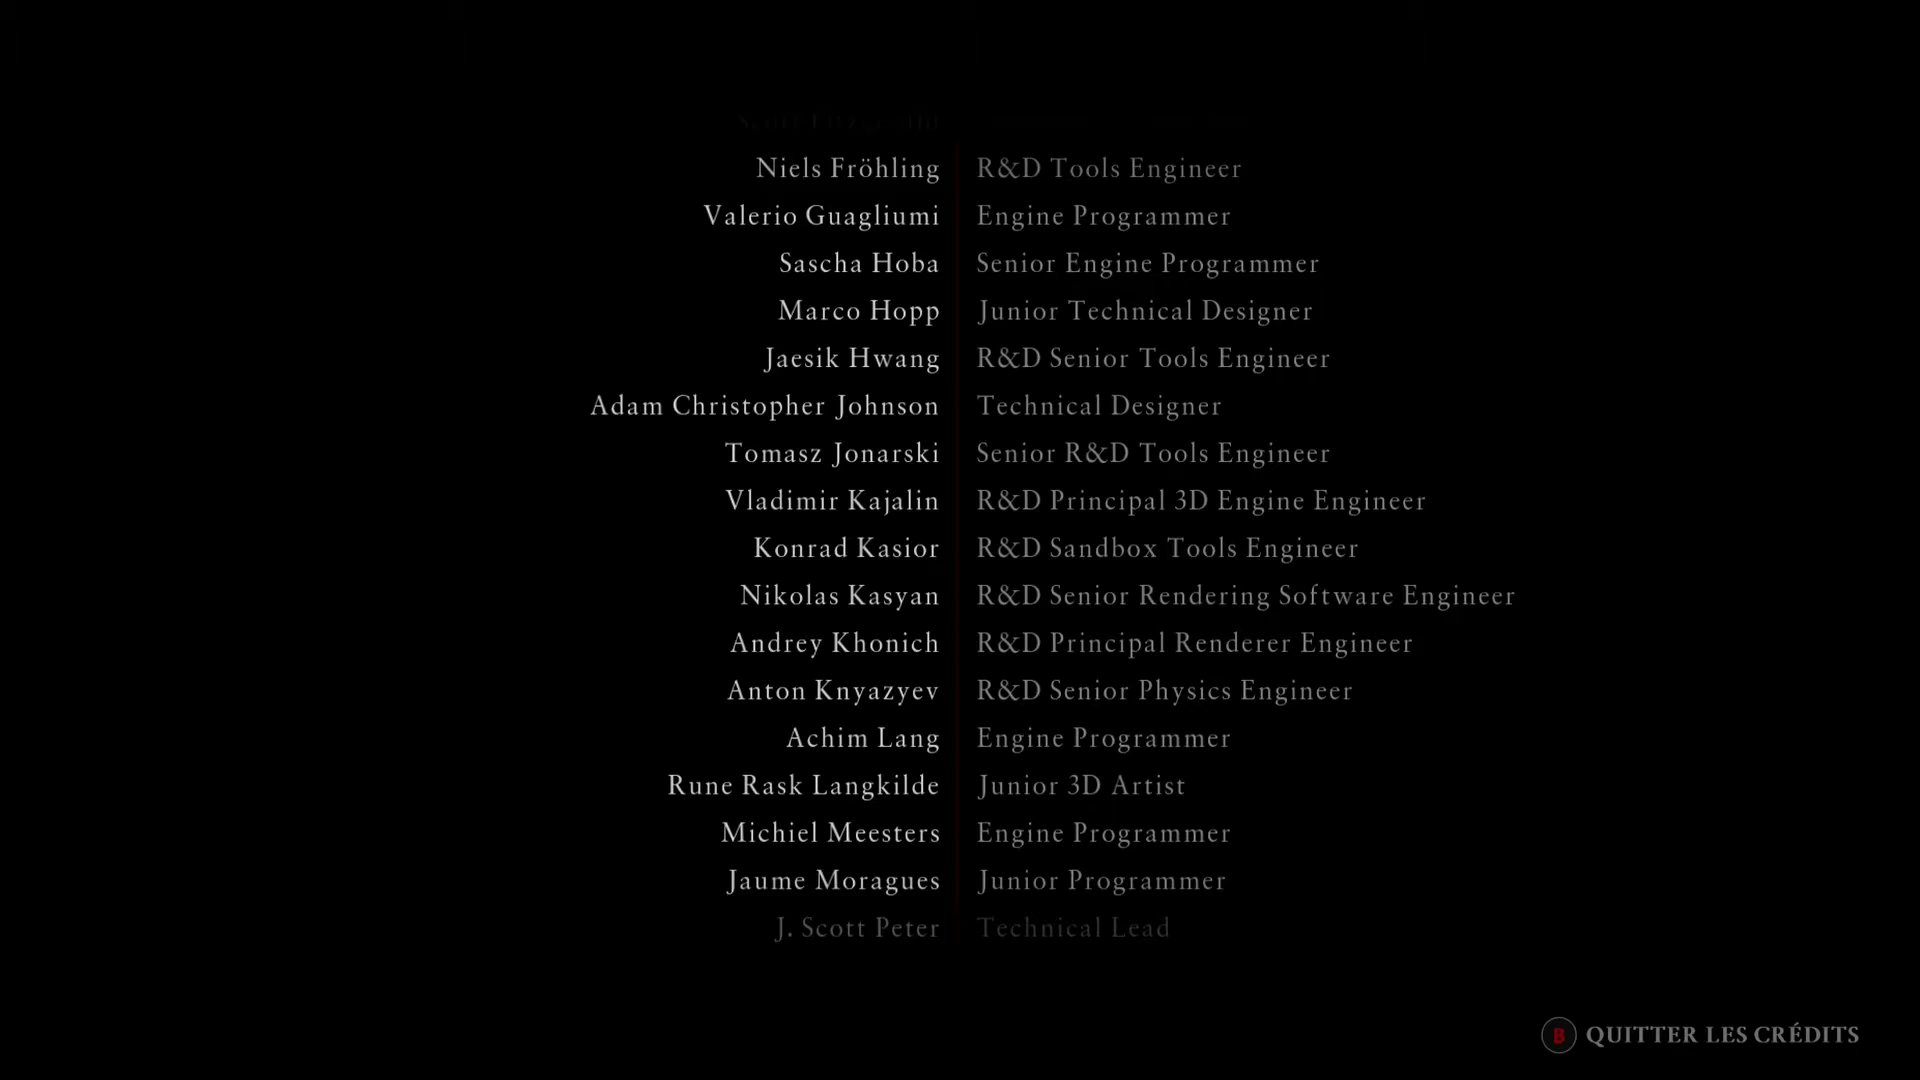 Niels Fröhling R&D Tools Engineer
Valerio Guagliumi Engine Programmer
Sascha Hoba Senior Engine Programmer
Marco Hopp Junior Technical Designer
Jaesik Hwang R&D Senior Tools Engineer
Adam Christopher Johnson Technical Designer
Tomasz Jonarski Senior R&D Tools Engineer
Vladimir Kajalin R&D Principal 3D Engine Engineer
Konrad Kasior R&D Sandbox Tools Engineer
Nikolas Kasyan R&D Senior Rendering Software Engineer
Andrey Khonich R&D Principal Renderer Engineer
Anton Knyazyev R&D Senior Physics Engineer
Achim Lang Engine Programmer
Rune Rask Langkilde Junior 3D Artist
Michiel Meesters Engine Programmer
Jaume Moragues Junior Programmer
J. Scott Peter Technical Lead
B QUITTER LES CRÉDITS